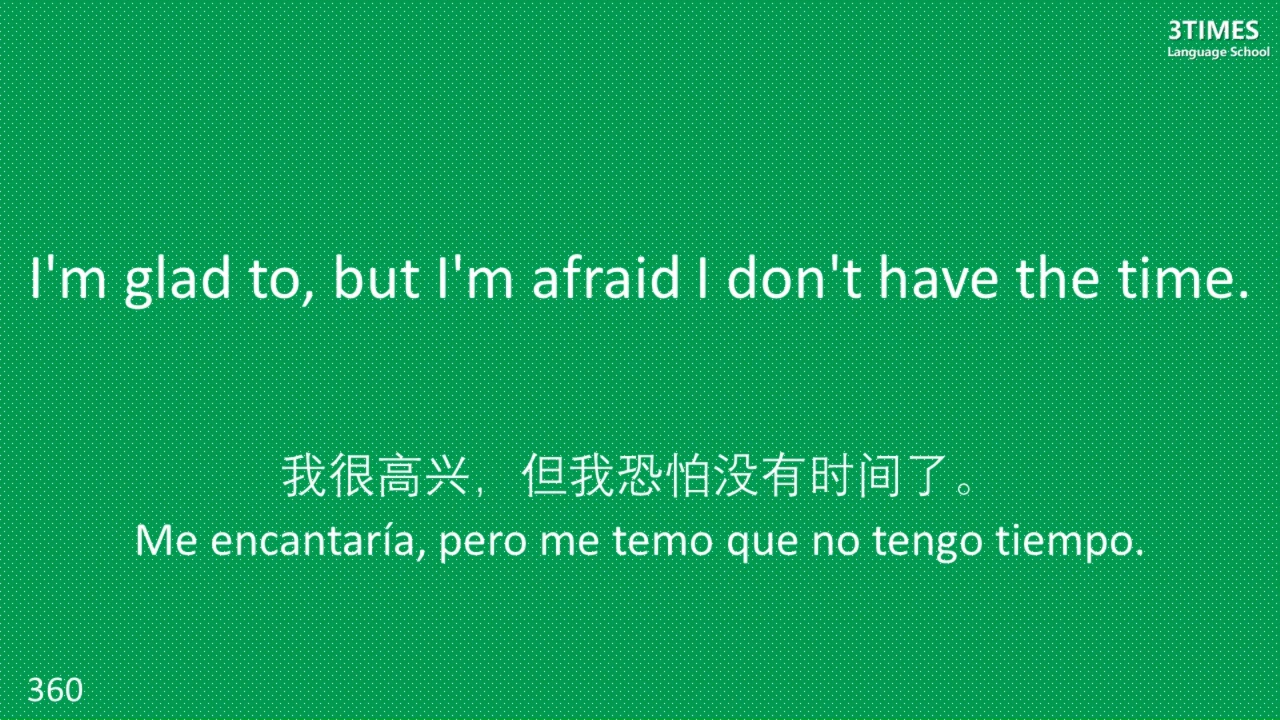 3TIMES
Language School
I'm glad to, but I'm afraid I don't have the time.
我很高兴，但我恐怕没有时间了。
Me encantaría, pero me temo que no tengo tiempo.
360